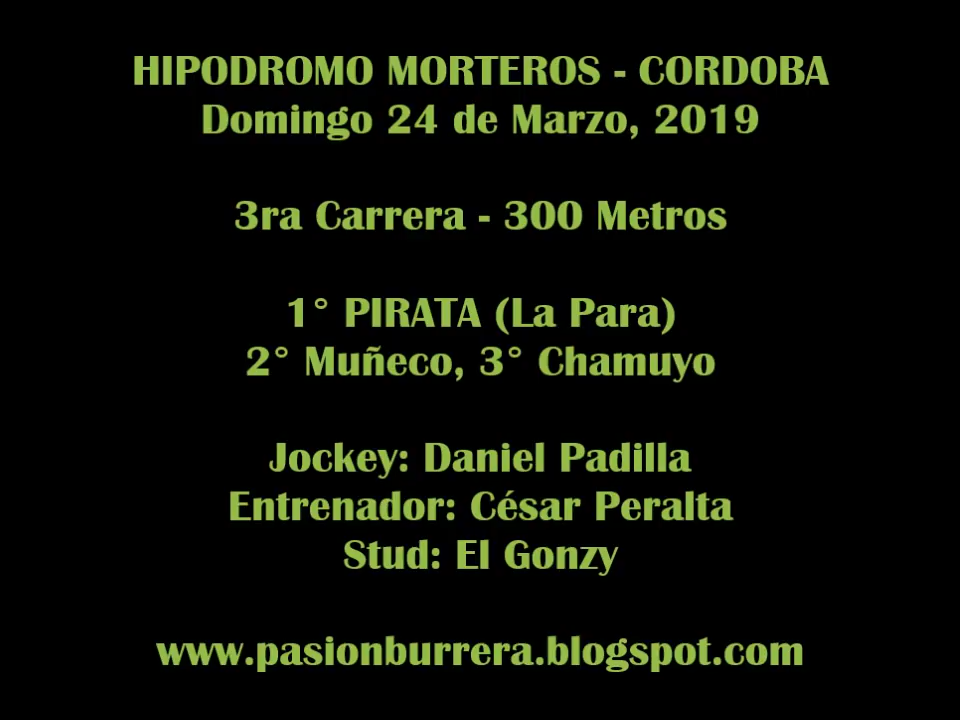 HIPODROMO MORTEROS - CORDOBA
Domingo 24 de Marzo, 2019
3ra Carrera - 300 Metros
1° PIRATA (La Para)
2° Muñeco, 3° Chamuyo
Jockey: Daniel Padilla
Entrenador: César Peralta
Stud: El Gonzy
www.pasionburrera.blogspot.com